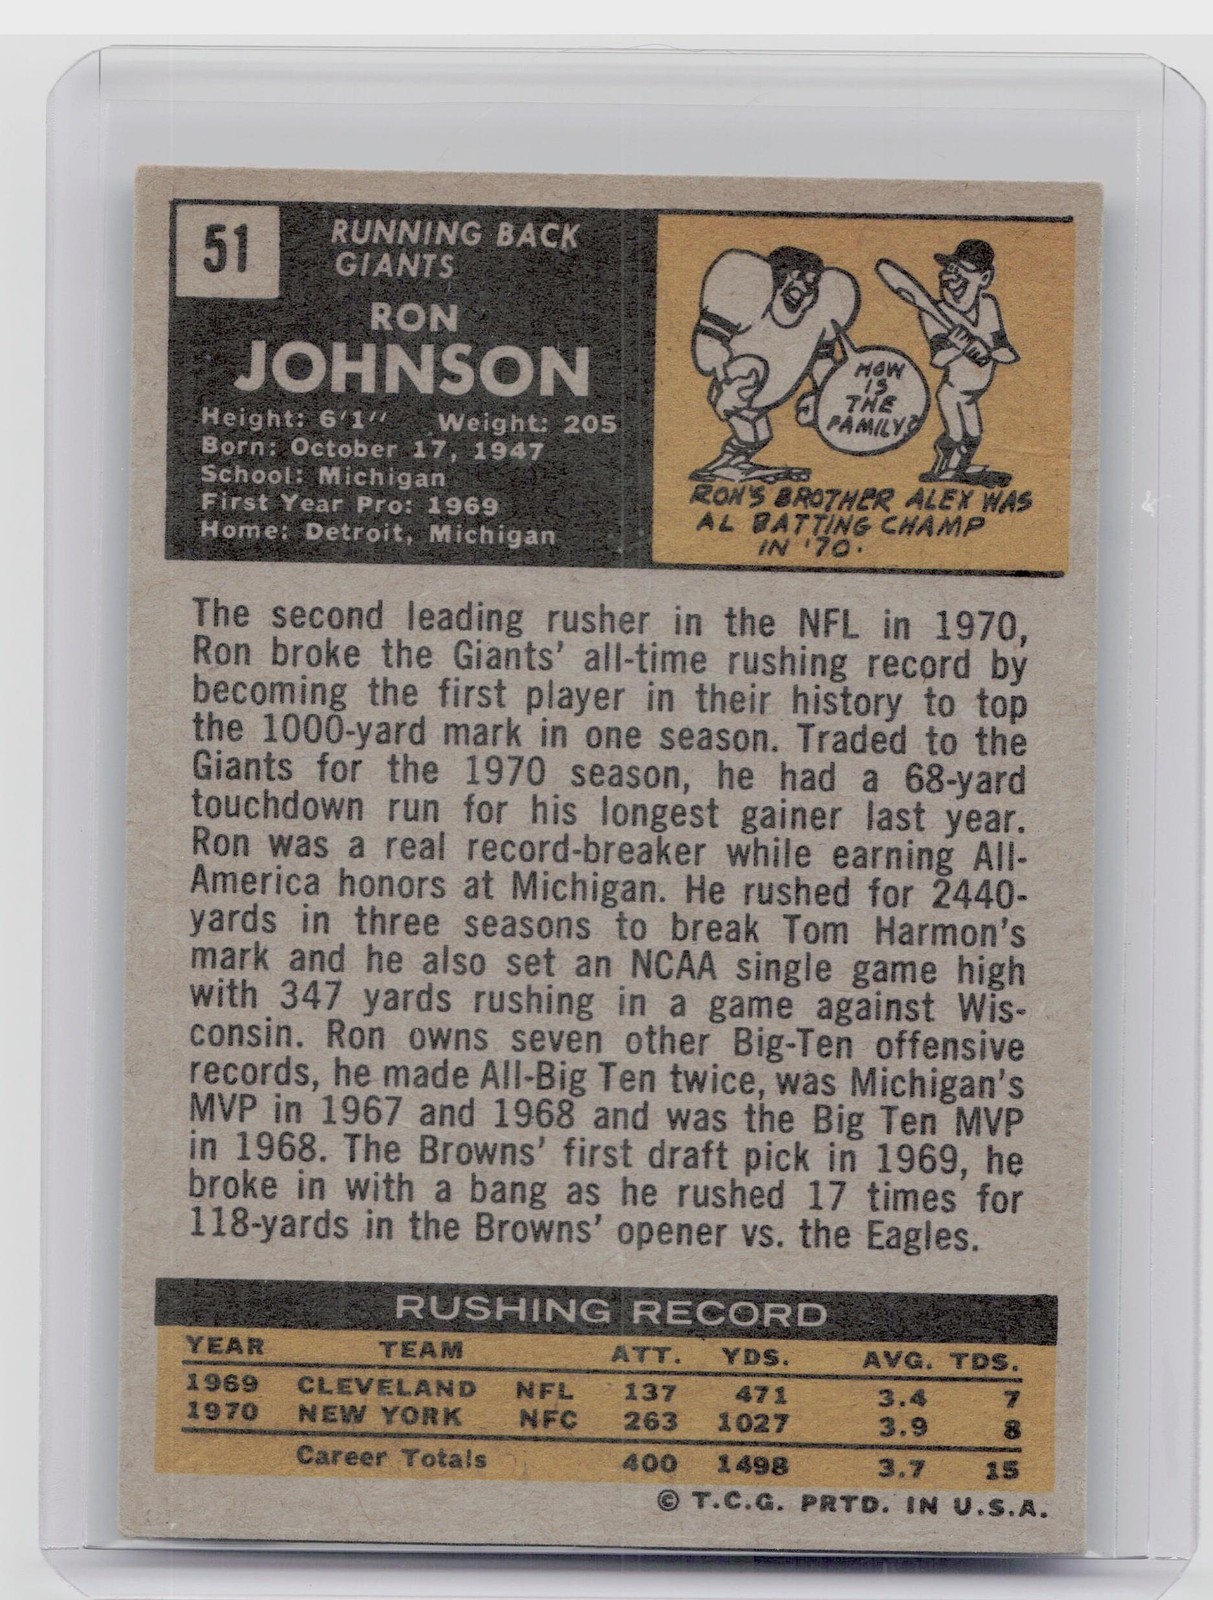 51
RUNNING BACK
GIANTS
RON
JOHNSON
Height: 6'1" Weight: 205
Born: October 17, 1947
School: Michigan
First Year Pro: 1969
Home: Detroit, Michigan
HOW
IS
THE
FAMILY?
RON'S BROTHER ALEX WAS
AL BATTING CHAMP
IN '70.
The second leading rusher in the NFL in 1970,
Ron broke the Giants' all-time rushing record by
becoming the first player in their history to top
the 1000-yard mark in one season. Traded to the
Giants for the 1970 season, he had a 68-yard
touchdown run for his longest gainer last year.
Ron was a real record-breaker while earning All-
America honors at Michigan. He rushed for 2440-
yards in three seasons to break Tom Harmon's
mark and he also set an NCAA single game high
with 347 yards rushing in a game against Wis-
consin. Ron owns seven other Big-Ten offensive
records, he made All-Big Ten twice, was Michigan's
MVP in 1967 and 1968 and was the Big Ten MVP
in 1968. The Browns' first draft pick in 1969, he
broke in with a bang as he rushed 17 times for
118-yards in the Browns' opener vs. the Eagles.
RUSHING RECORD
YEAR TEAM ATT. YDS. AVG. TDS.
1969 CLEVELAND NFL 137 471 3.4 7
1970 NEW YORK NFC 263 1027 3.9 8
Career Totals 400 1498 3.7 15
© T.C.G. PRTD. IN U.S.A.